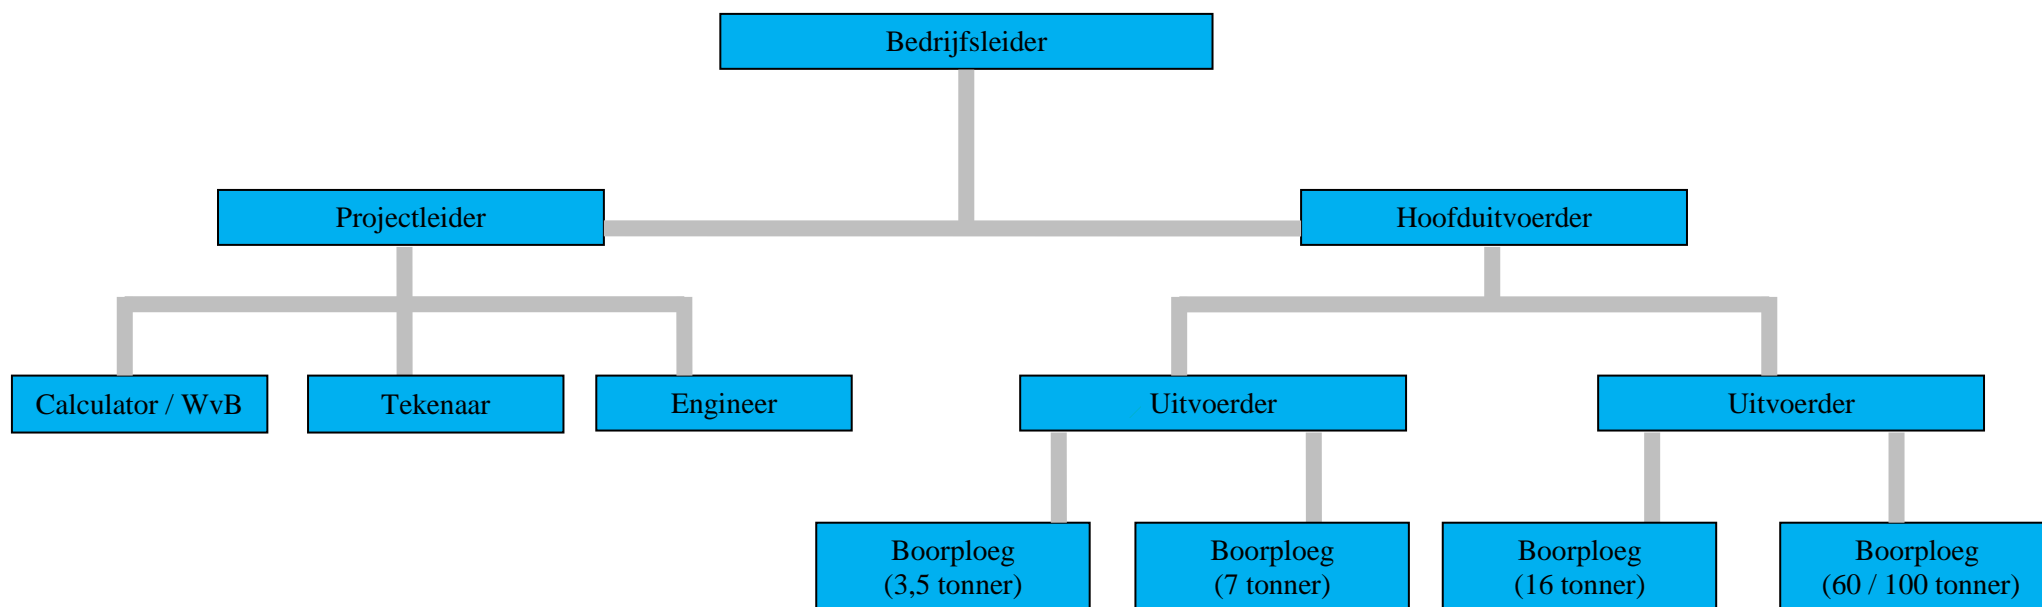 Bedrijfsleider
Projectleider
Hoofduitvoerder
Calculator / WvB
Tekenaar
Engineer
Uitvoerder
Uitvoerder
Boorploeg
(3,5 tonner)
Boorploeg
(7 tonner)
Boorploeg
(16 tonner)
Boorploeg
(60 / 100 tonner)